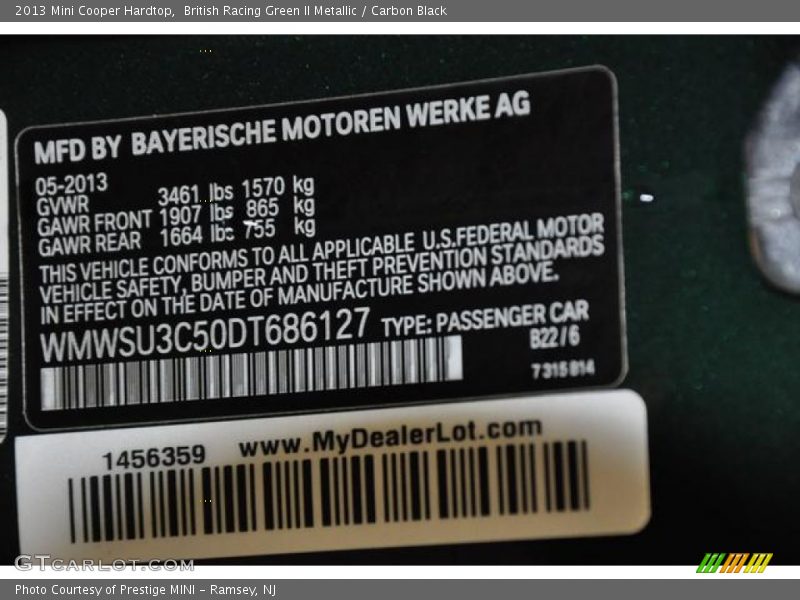 2013 Mini Cooper Hardtop,  British Racing Green II Metallic / Carbon Black
MFD BY BAYERISCHE MOTOREN WERKE AG
05-2013
GVWR 3461 lbs 1570 kg
GAWR FRONT 1907 lbs 865 kg
GAWR REAR 1664 lbs 755 kg
THIS VEHICLE CONFORMS TO ALL APPLICABLE U.S.FEDERAL MOTOR
VEHICLE SAFETY, BUMPER AND THEFT PREVENTION STANDARDS
IN EFFECT ON THE DATE OF MANUFACTURE SHOWN ABOVE.
WMWSU3C50DT686127 TYPE: PASSENGER CAR
B22/6
7315814
1456359 www.MyDealerLot.com
GTcarlot.com
Photo Courtesy of Prestige MINI - Ramsey, NJ